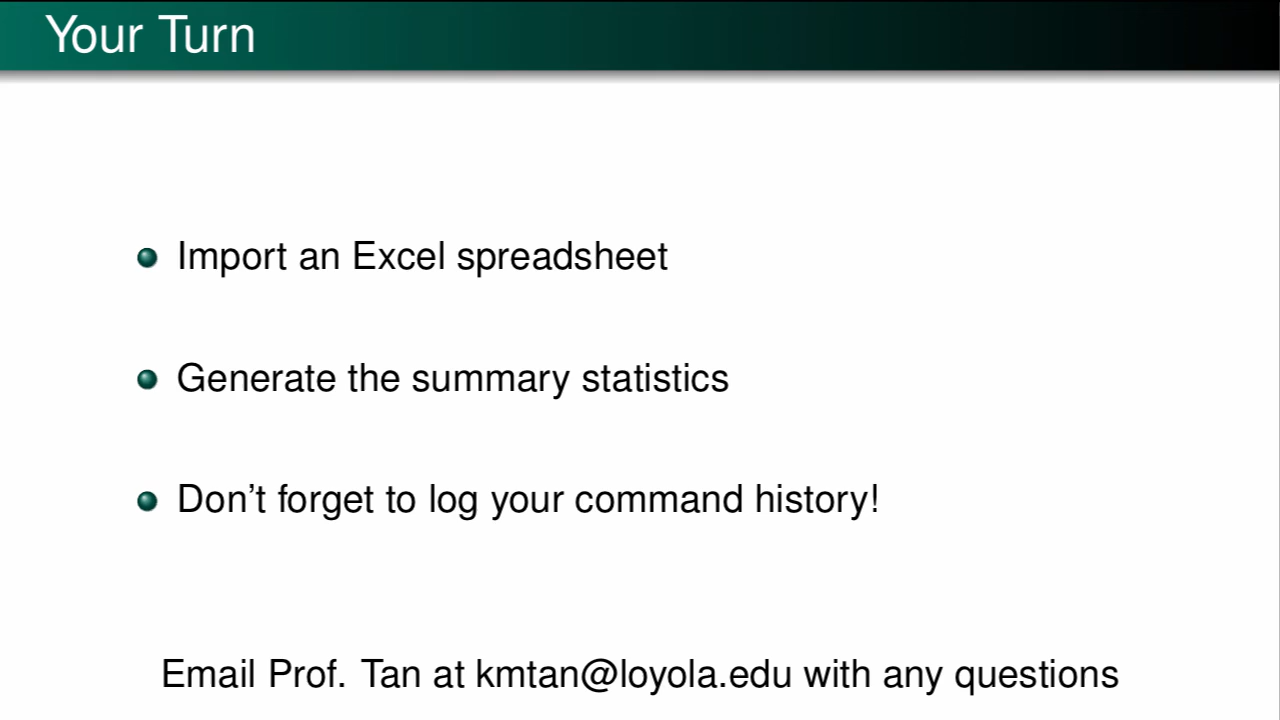 Your Turn
Import an Excel spreadsheet
Generate the summary statistics
Don't forget to log your command history!
Email Prof. Tan at kmtan@loyola.edu with any questions